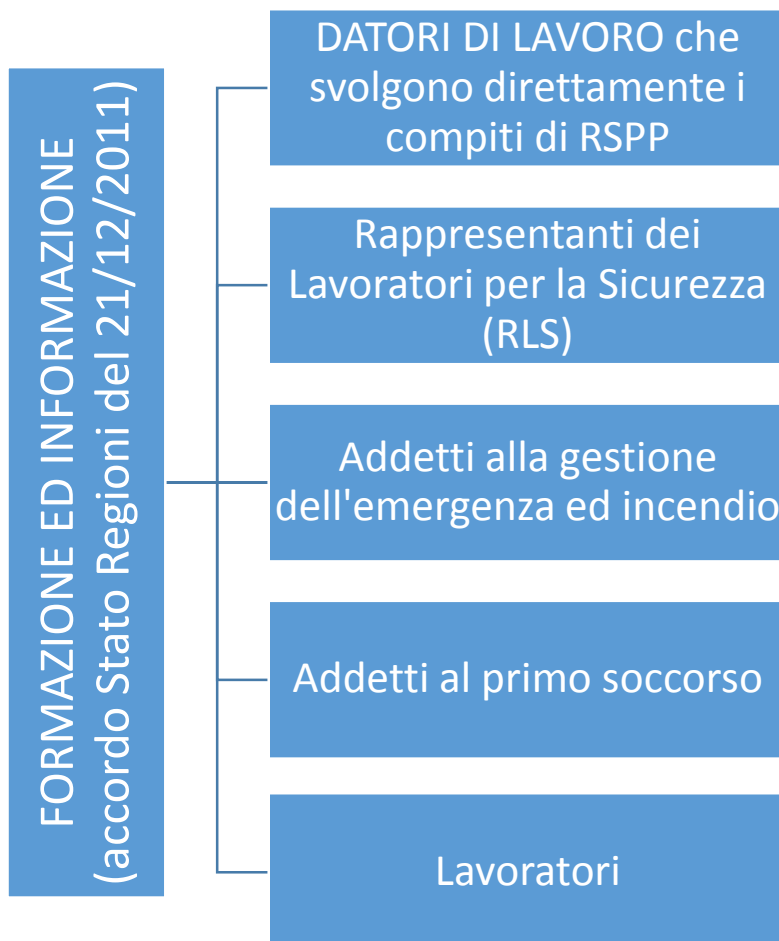 FORMAZIONE ED INFORMAZIONE
(accordo Stato Regioni del 21/12/2011)
DATORI DI LAVORO che
svolgono direttamente i
compiti di RSPP
Rappresentanti dei
Lavoratori per la Sicurezza
(RLS)
Addetti alla gestione
dell'emergenza ed incendio
Addetti al primo soccorso
Lavoratori